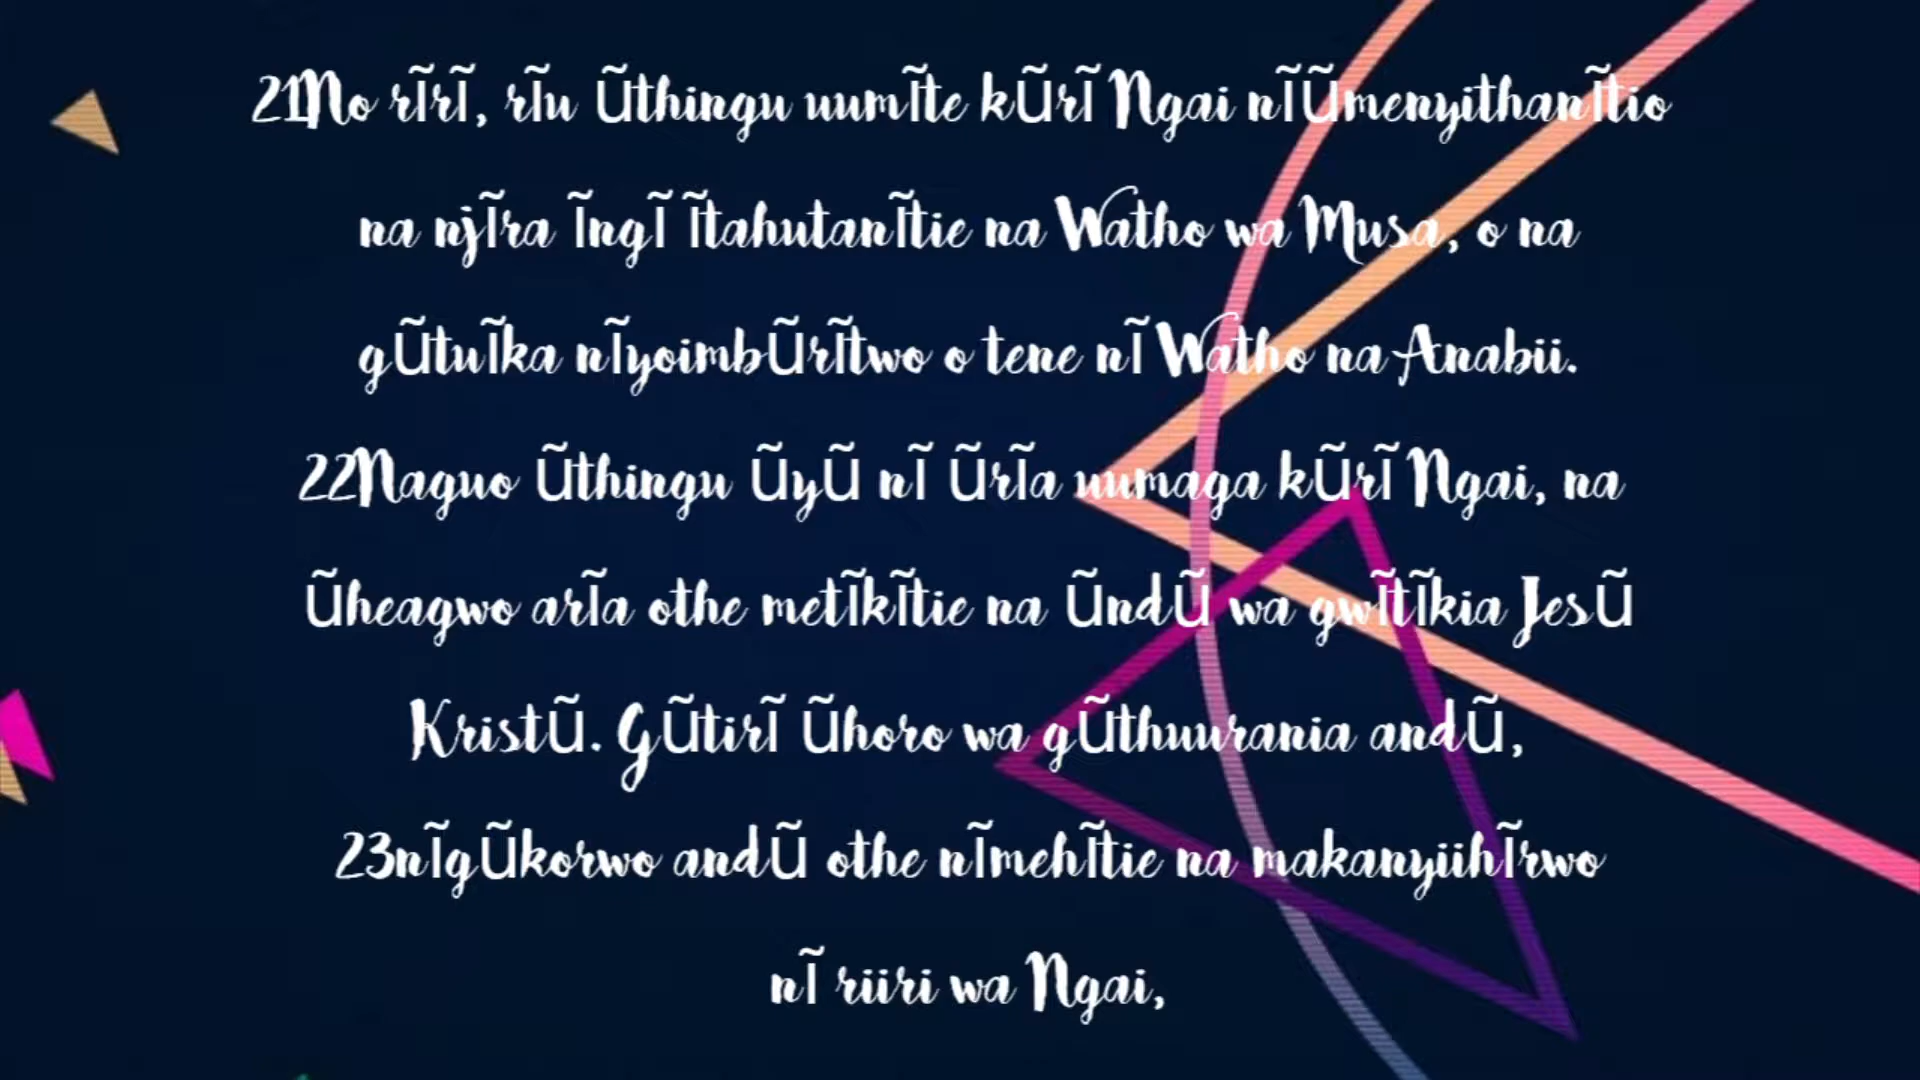 21No rĩrĩ, rĩu ũthingu uumĩte kũrĩ Ngai nĩũmenyithanĩtio
na njĩra ĩngĩ ĩtahutanĩtie na Watho wa Musa, o na
gũtuĩka nĩyoimbũrĩtwo o tene nĩ Watho na Anabii.
22Naguo ũthingu ũyũ nĩ ũrĩa uumaga kũrĩ Ngai, na
ũheagwo arĩa othe metĩkĩtie na ũndũ wa gwĩtĩkia Jesũ
Kristũ. Gũtirĩ ũhoro wa gũthuurania andũ,
23nĩgũkorwo andũ othe nĩmehĩtie na makanyiihĩrwo
nĩ riiri wa Ngai,